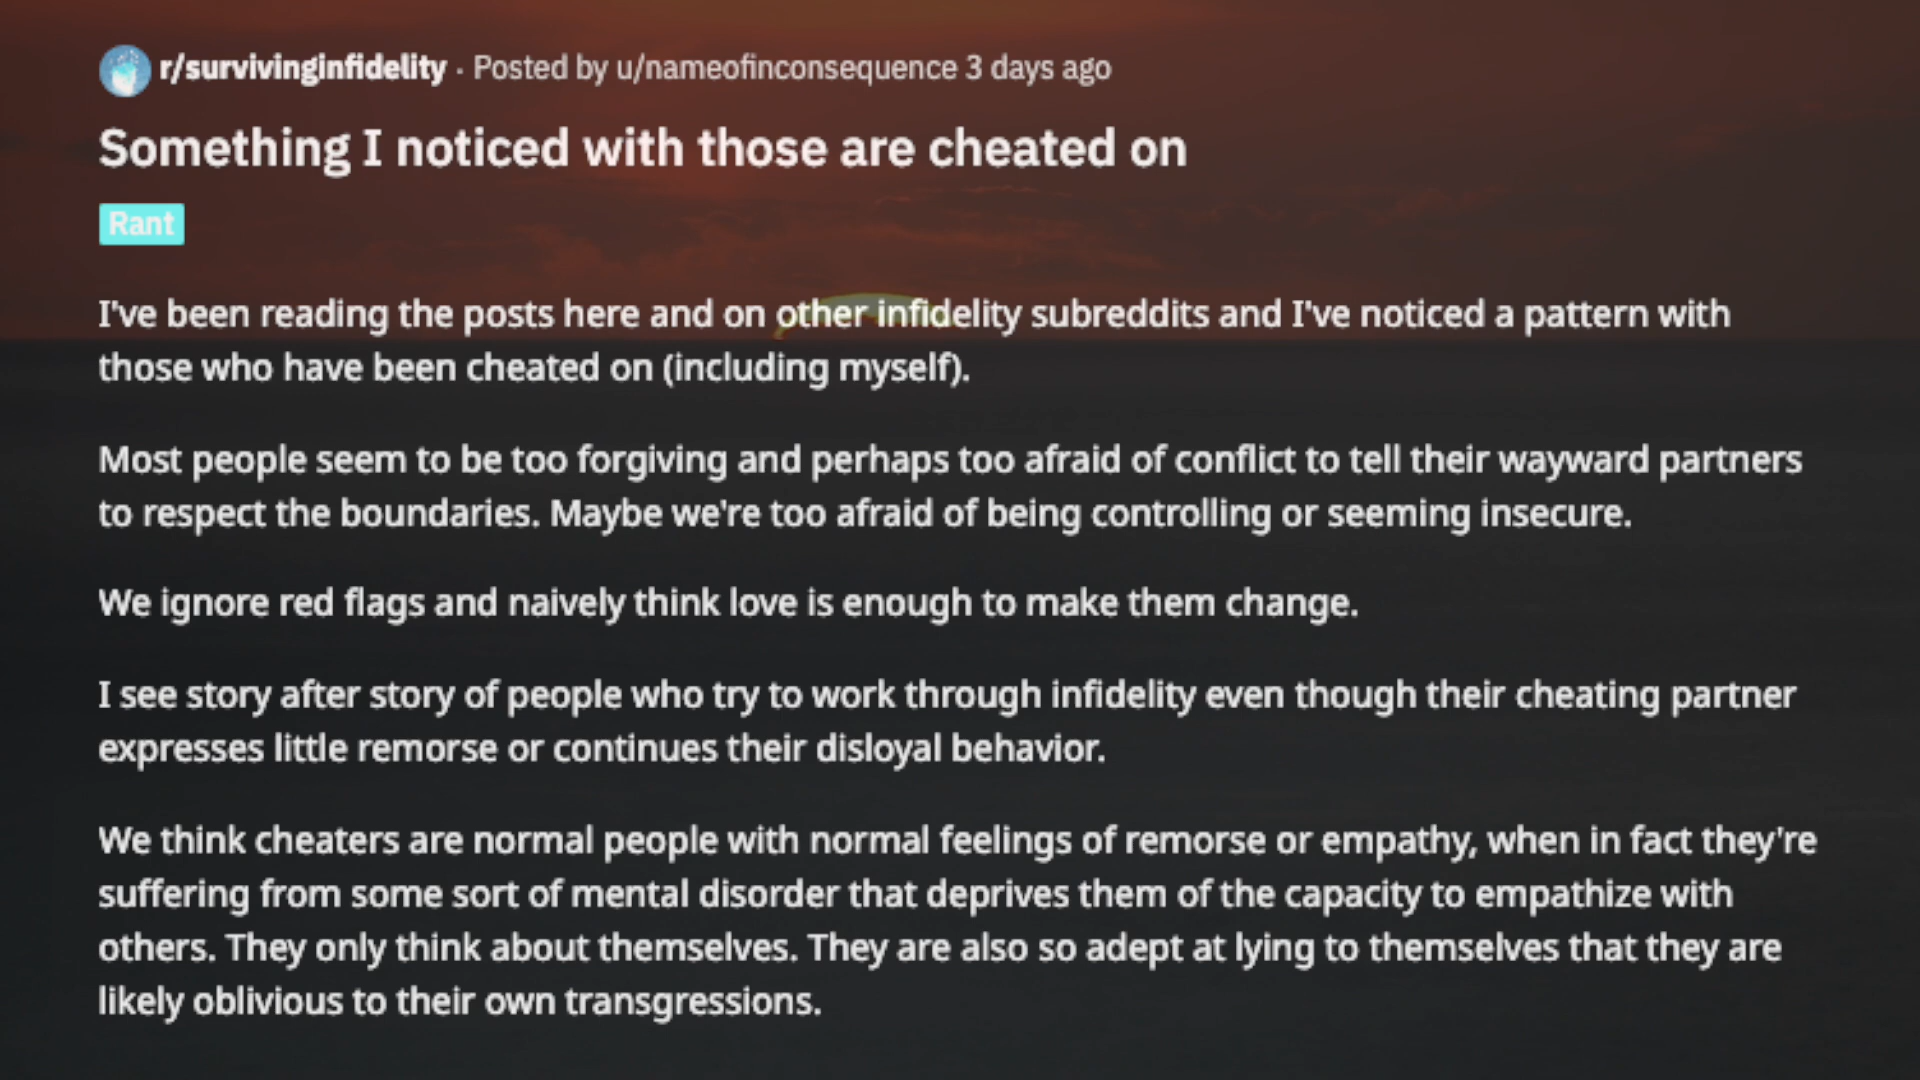 r/survivinginfidelity · Posted by u/nameofinconsequence 3 days ago
Something I noticed with those are cheated on
Rant
I've been reading the posts here and on other infidelity subreddits and I've noticed a pattern with
those who have been cheated on (including myself).
Most people seem to be too forgiving and perhaps too afraid of conflict to tell their wayward partners
to respect the boundaries. Maybe we're too afraid of being controlling or seeming insecure.
We ignore red flags and naively think love is enough to make them change.
I see story after story of people who try to work through infidelity even though their cheating partner
expresses little remorse or continues their disloyal behavior.
We think cheaters are normal people with normal feelings of remorse or empathy, when in fact they're
suffering from some sort of mental disorder that deprives them of the capacity to empathize with
others. They only think about themselves. They are also so adept at lying to themselves that they are
likely oblivious to their own transgressions.